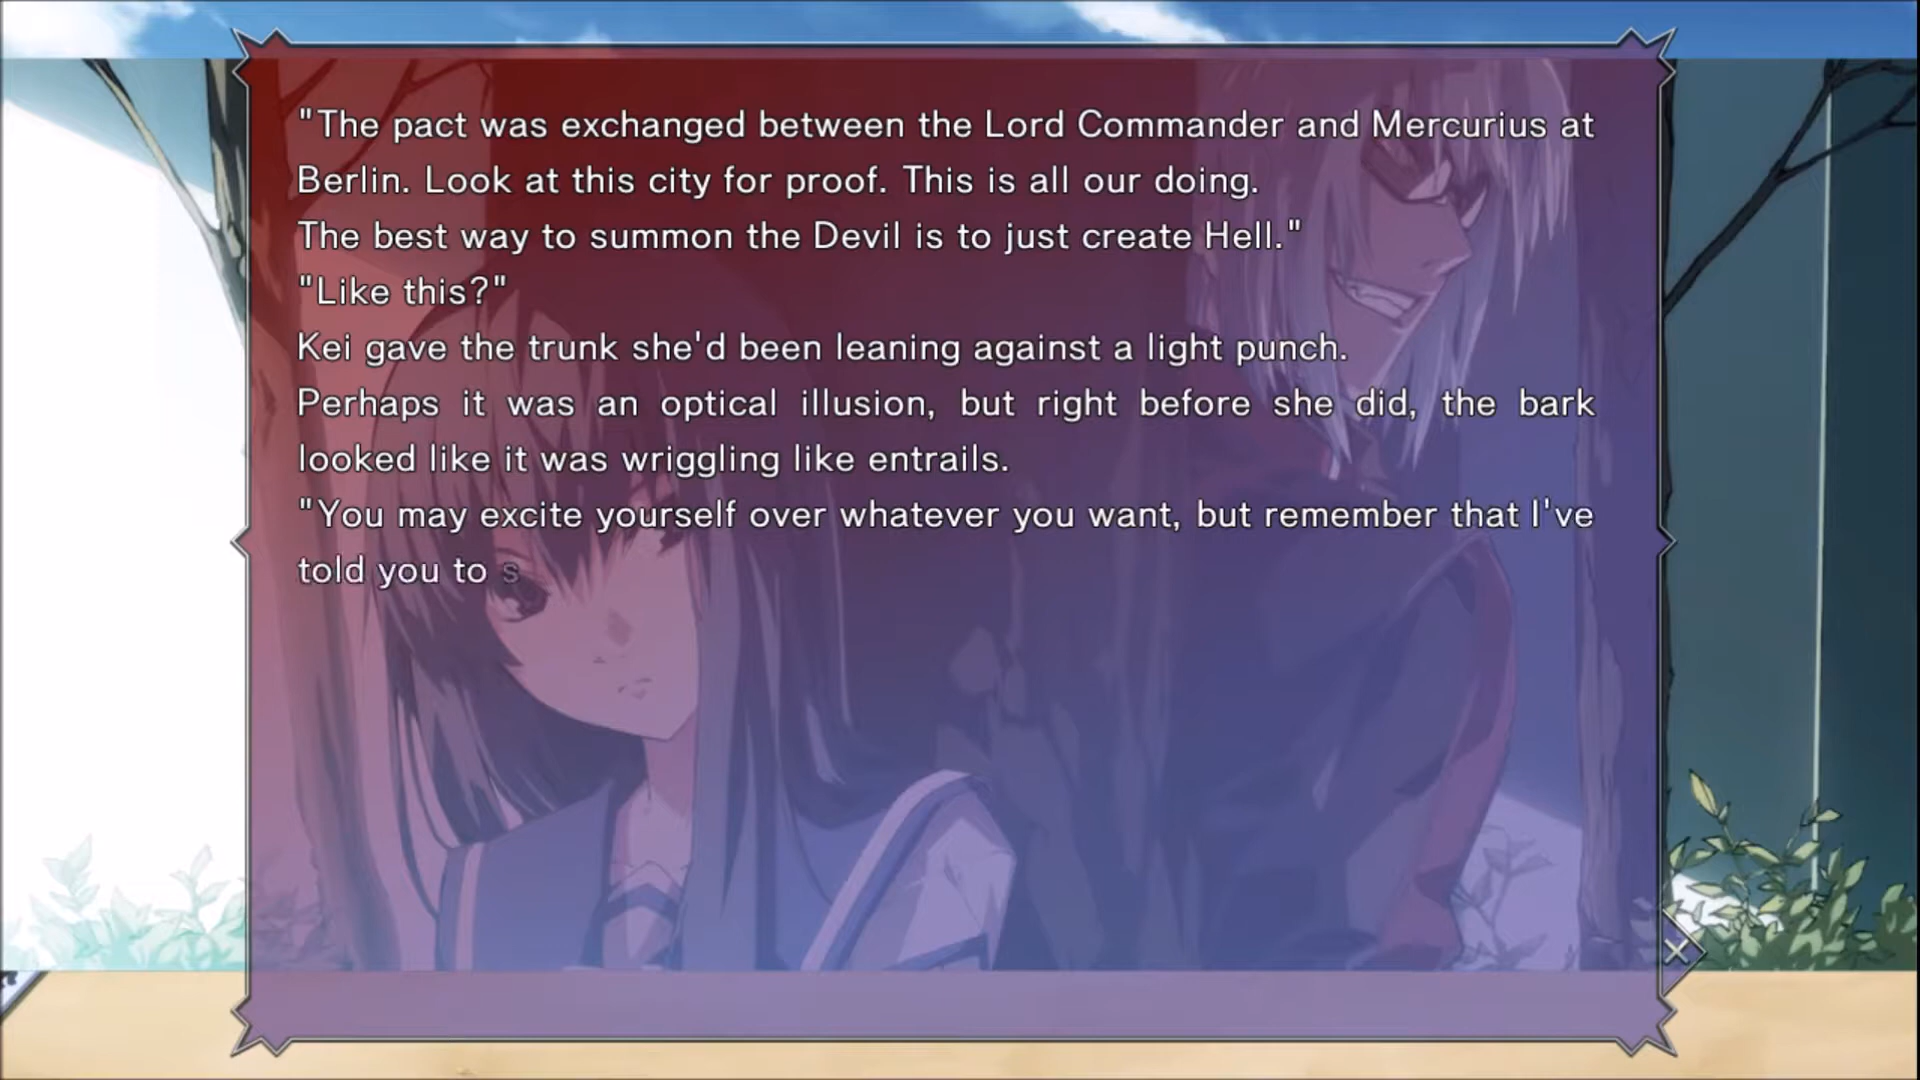 "The pact was exchanged between the Lord Commander and Mercurius at
Berlin. Look at this city for proof. This is all our doing.
The best way to summon the Devil is to just create Hell."
"Like this?"
Kei gave the trunk she'd been leaning against a light punch.
Perhaps it was an optical illusion, but right before she did, the bark
looked like it was wriggling like entrails.
"You may excite yourself over whatever you want, but remember that I've
told you to s